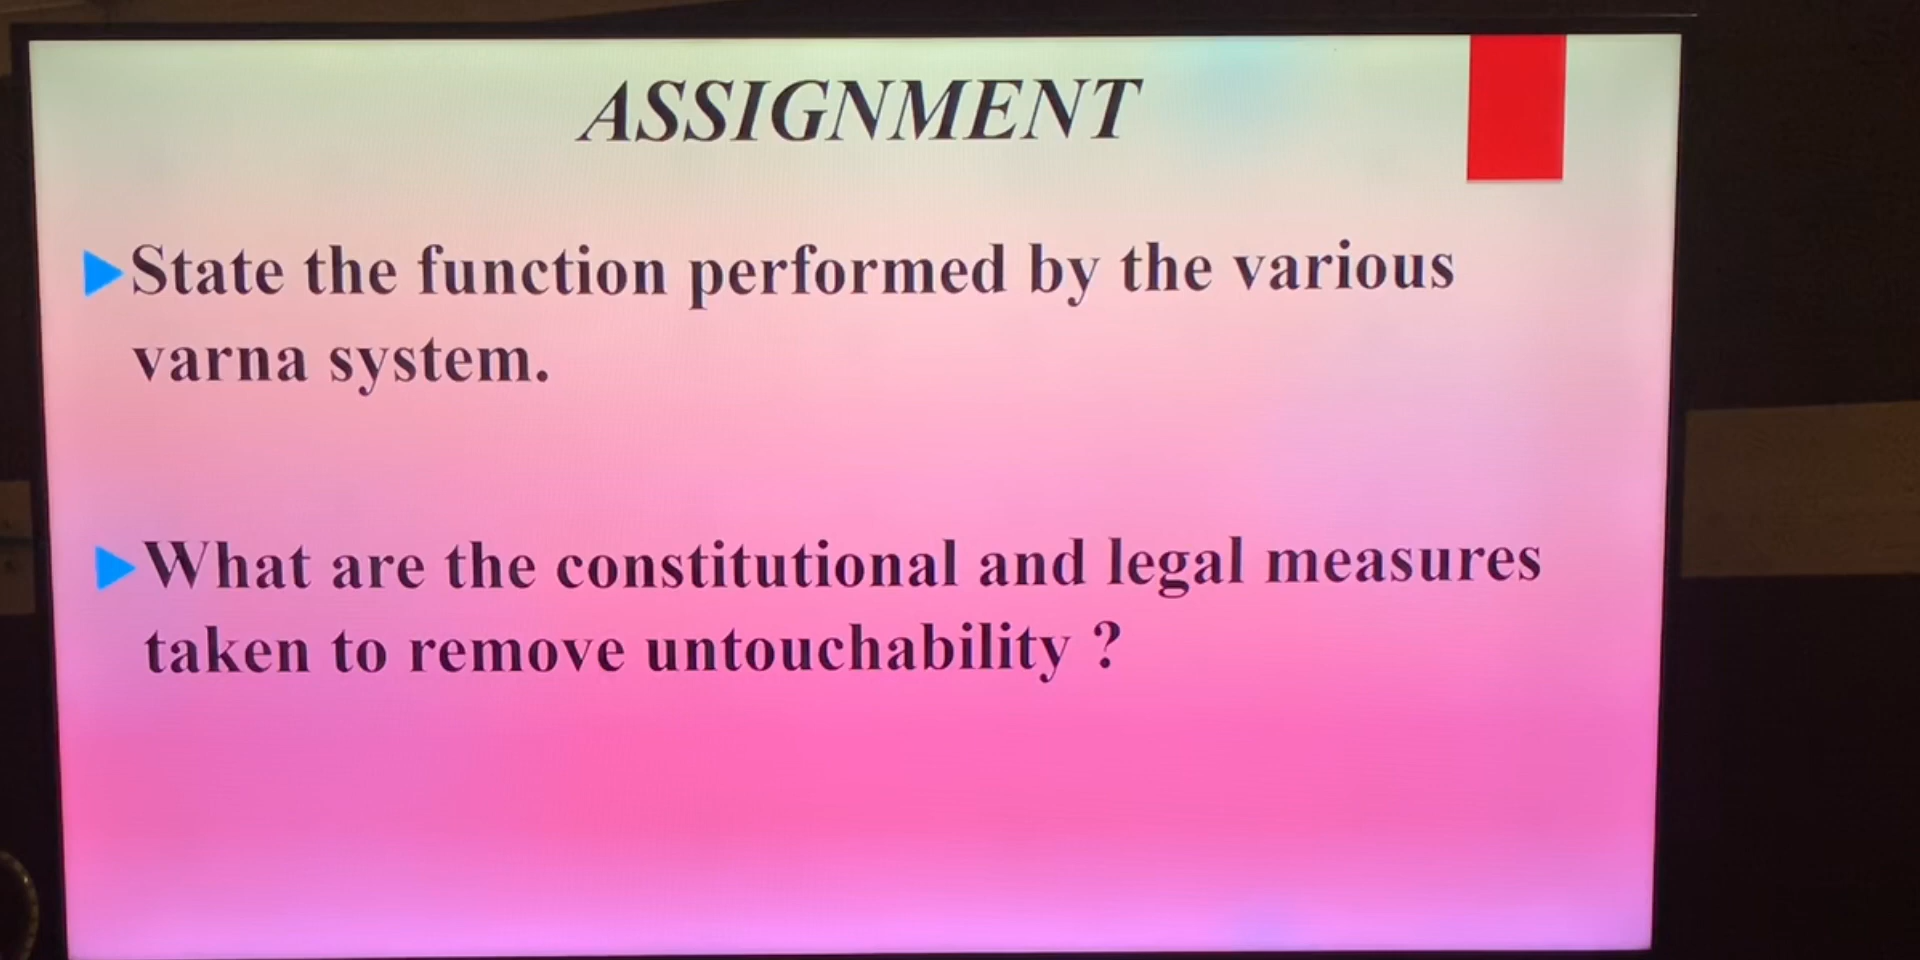 ASSIGNMENT
State the function performed by the various
varna system.
What are the constitutional and legal measures
taken to remove untouchability ?